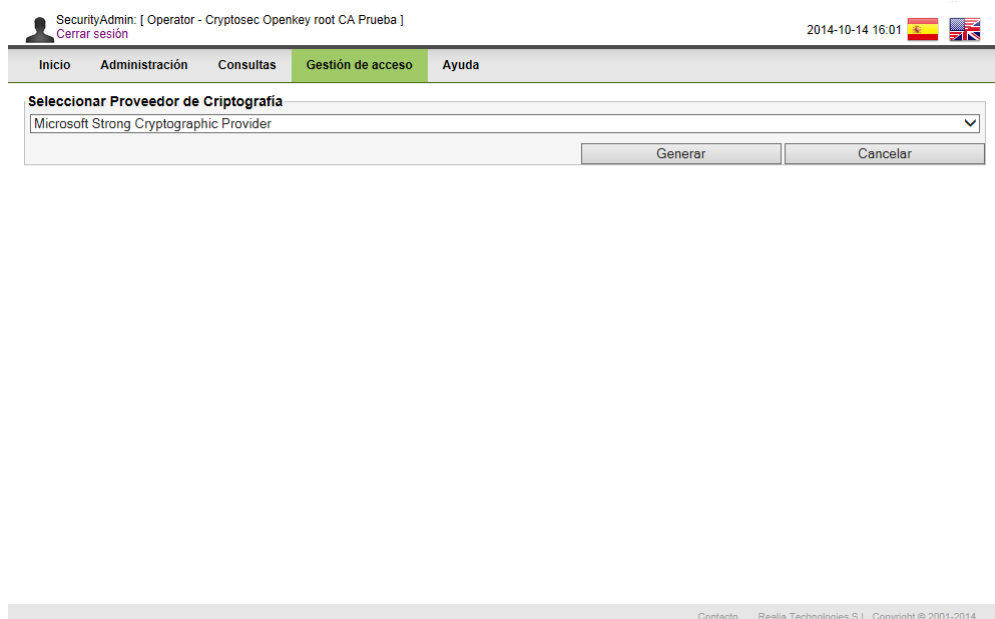 SecurityAdmin: [ Operator - Cryptosec Openkey root CA Prueba ]
Cerrar sesión
2014-10-14 16:01
Inicio Administración Consultas Gestión de acceso Ayuda
Seleccionar Proveedor de Criptografía
Microsoft Strong Cryptographic Provider
Generar Cancelar
Contacto Realia Technologies S.L. Copyright © 2001-2014